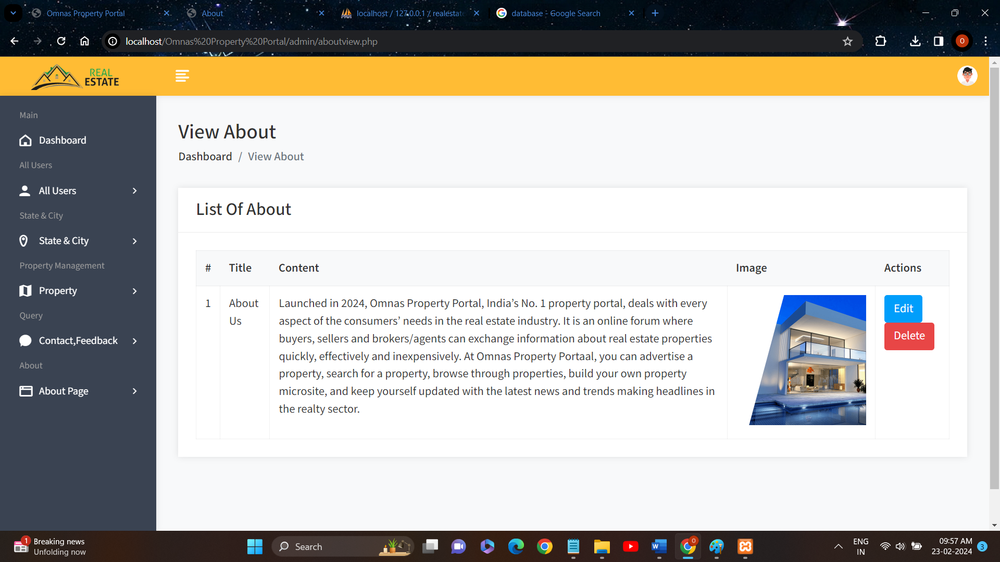 Omnas Property Portal
About
localhost / 127.0.0.1 / realestate
database - Google Search
localhost/Omnas%20Property%20Portal/admin/aboutview.php
O
REAL
ESTATE
Main
Dashboard
All Users
All Users
State & City
State & City
Property Management
Property
Query
Contact,Feedback
About
About Page
View About
Dashboard / View About
List Of About
# Title Content Image Actions
1
About
Us
Launched in 2024, Omnas Property Portal, India’s No. 1 property portal, deals with every
aspect of the consumers’ needs in the real estate industry. It is an online forum where
buyers, sellers and brokers/agents can exchange information about real estate properties
quickly, effectively and inexpensively. At Omnas Property Portaal, you can advertise a
property, search for a property, browse through properties, build your own property
microsite, and keep yourself updated with the latest news and trends making headlines in
the realty sector.
Edit
Delete
1
Breaking news
Unfolding now
Search
W
O
ENG
IN
09:57 AM
23-02-2024
3